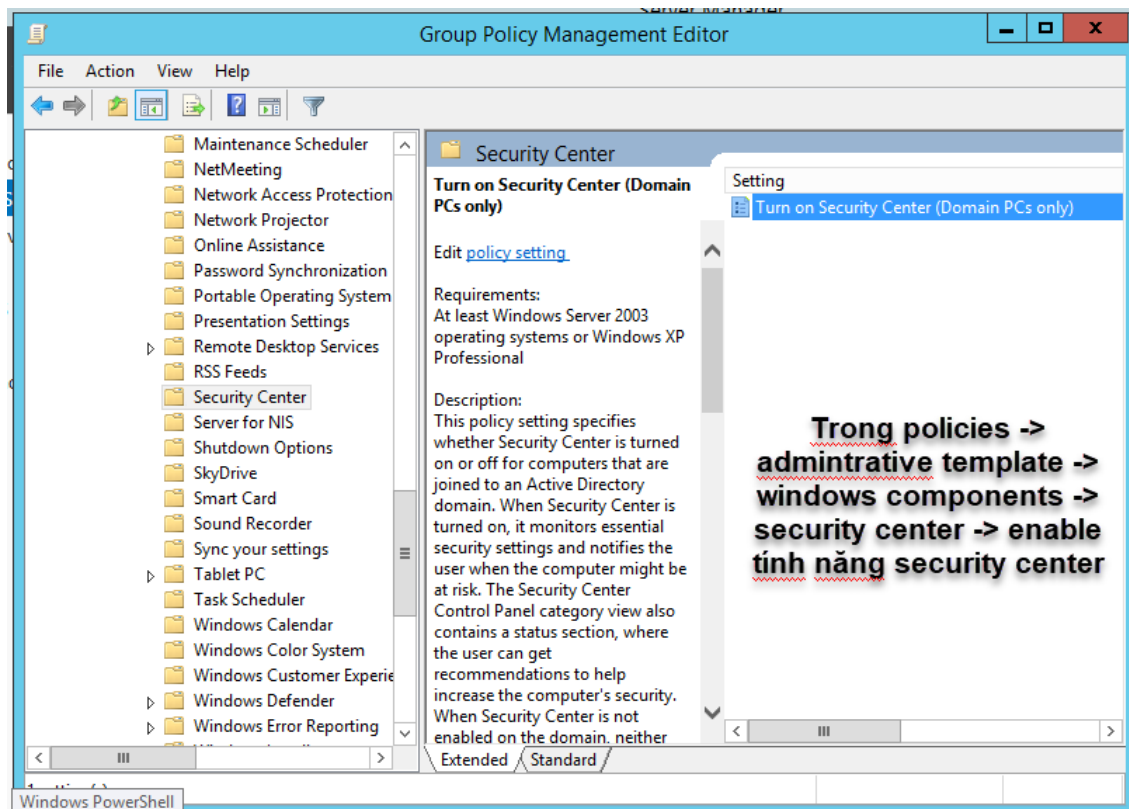 Server Manager
Group Policy Management Editor
File Action View Help
Maintenance Scheduler
NetMeeting
Network Access Protection
Network Projector
Online Assistance
Password Synchronization
Portable Operating System
Presentation Settings
Remote Desktop Services
RSS Feeds
Security Center
Server for NIS
Shutdown Options
SkyDrive
Smart Card
Sound Recorder
Sync your settings
Tablet PC
Task Scheduler
Windows Calendar
Windows Color System
Windows Customer Experie
Windows Defender
Windows Error Reporting
Security Center
Turn on Security Center (Domain
PCs only)
Edit policy setting
Requirements:
At least Windows Server 2003
operating systems or Windows XP
Professional
Description:
This policy setting specifies
whether Security Center is turned
on or off for computers that are
joined to an Active Directory
domain. When Security Center is
turned on, it monitors essential
security settings and notifies the
user when the computer might be
at risk. The Security Center
Control Panel category view also
contains a status section, where
the user can get
recommendations to help
increase the computer's security.
When Security Center is not
enabled on the domain, neither
Setting
Turn on Security Center (Domain PCs only)
Trong policies ->
admintrative template ->
windows components ->
security center -> enable
tính năng security center
Extended Standard
Windows PowerShell